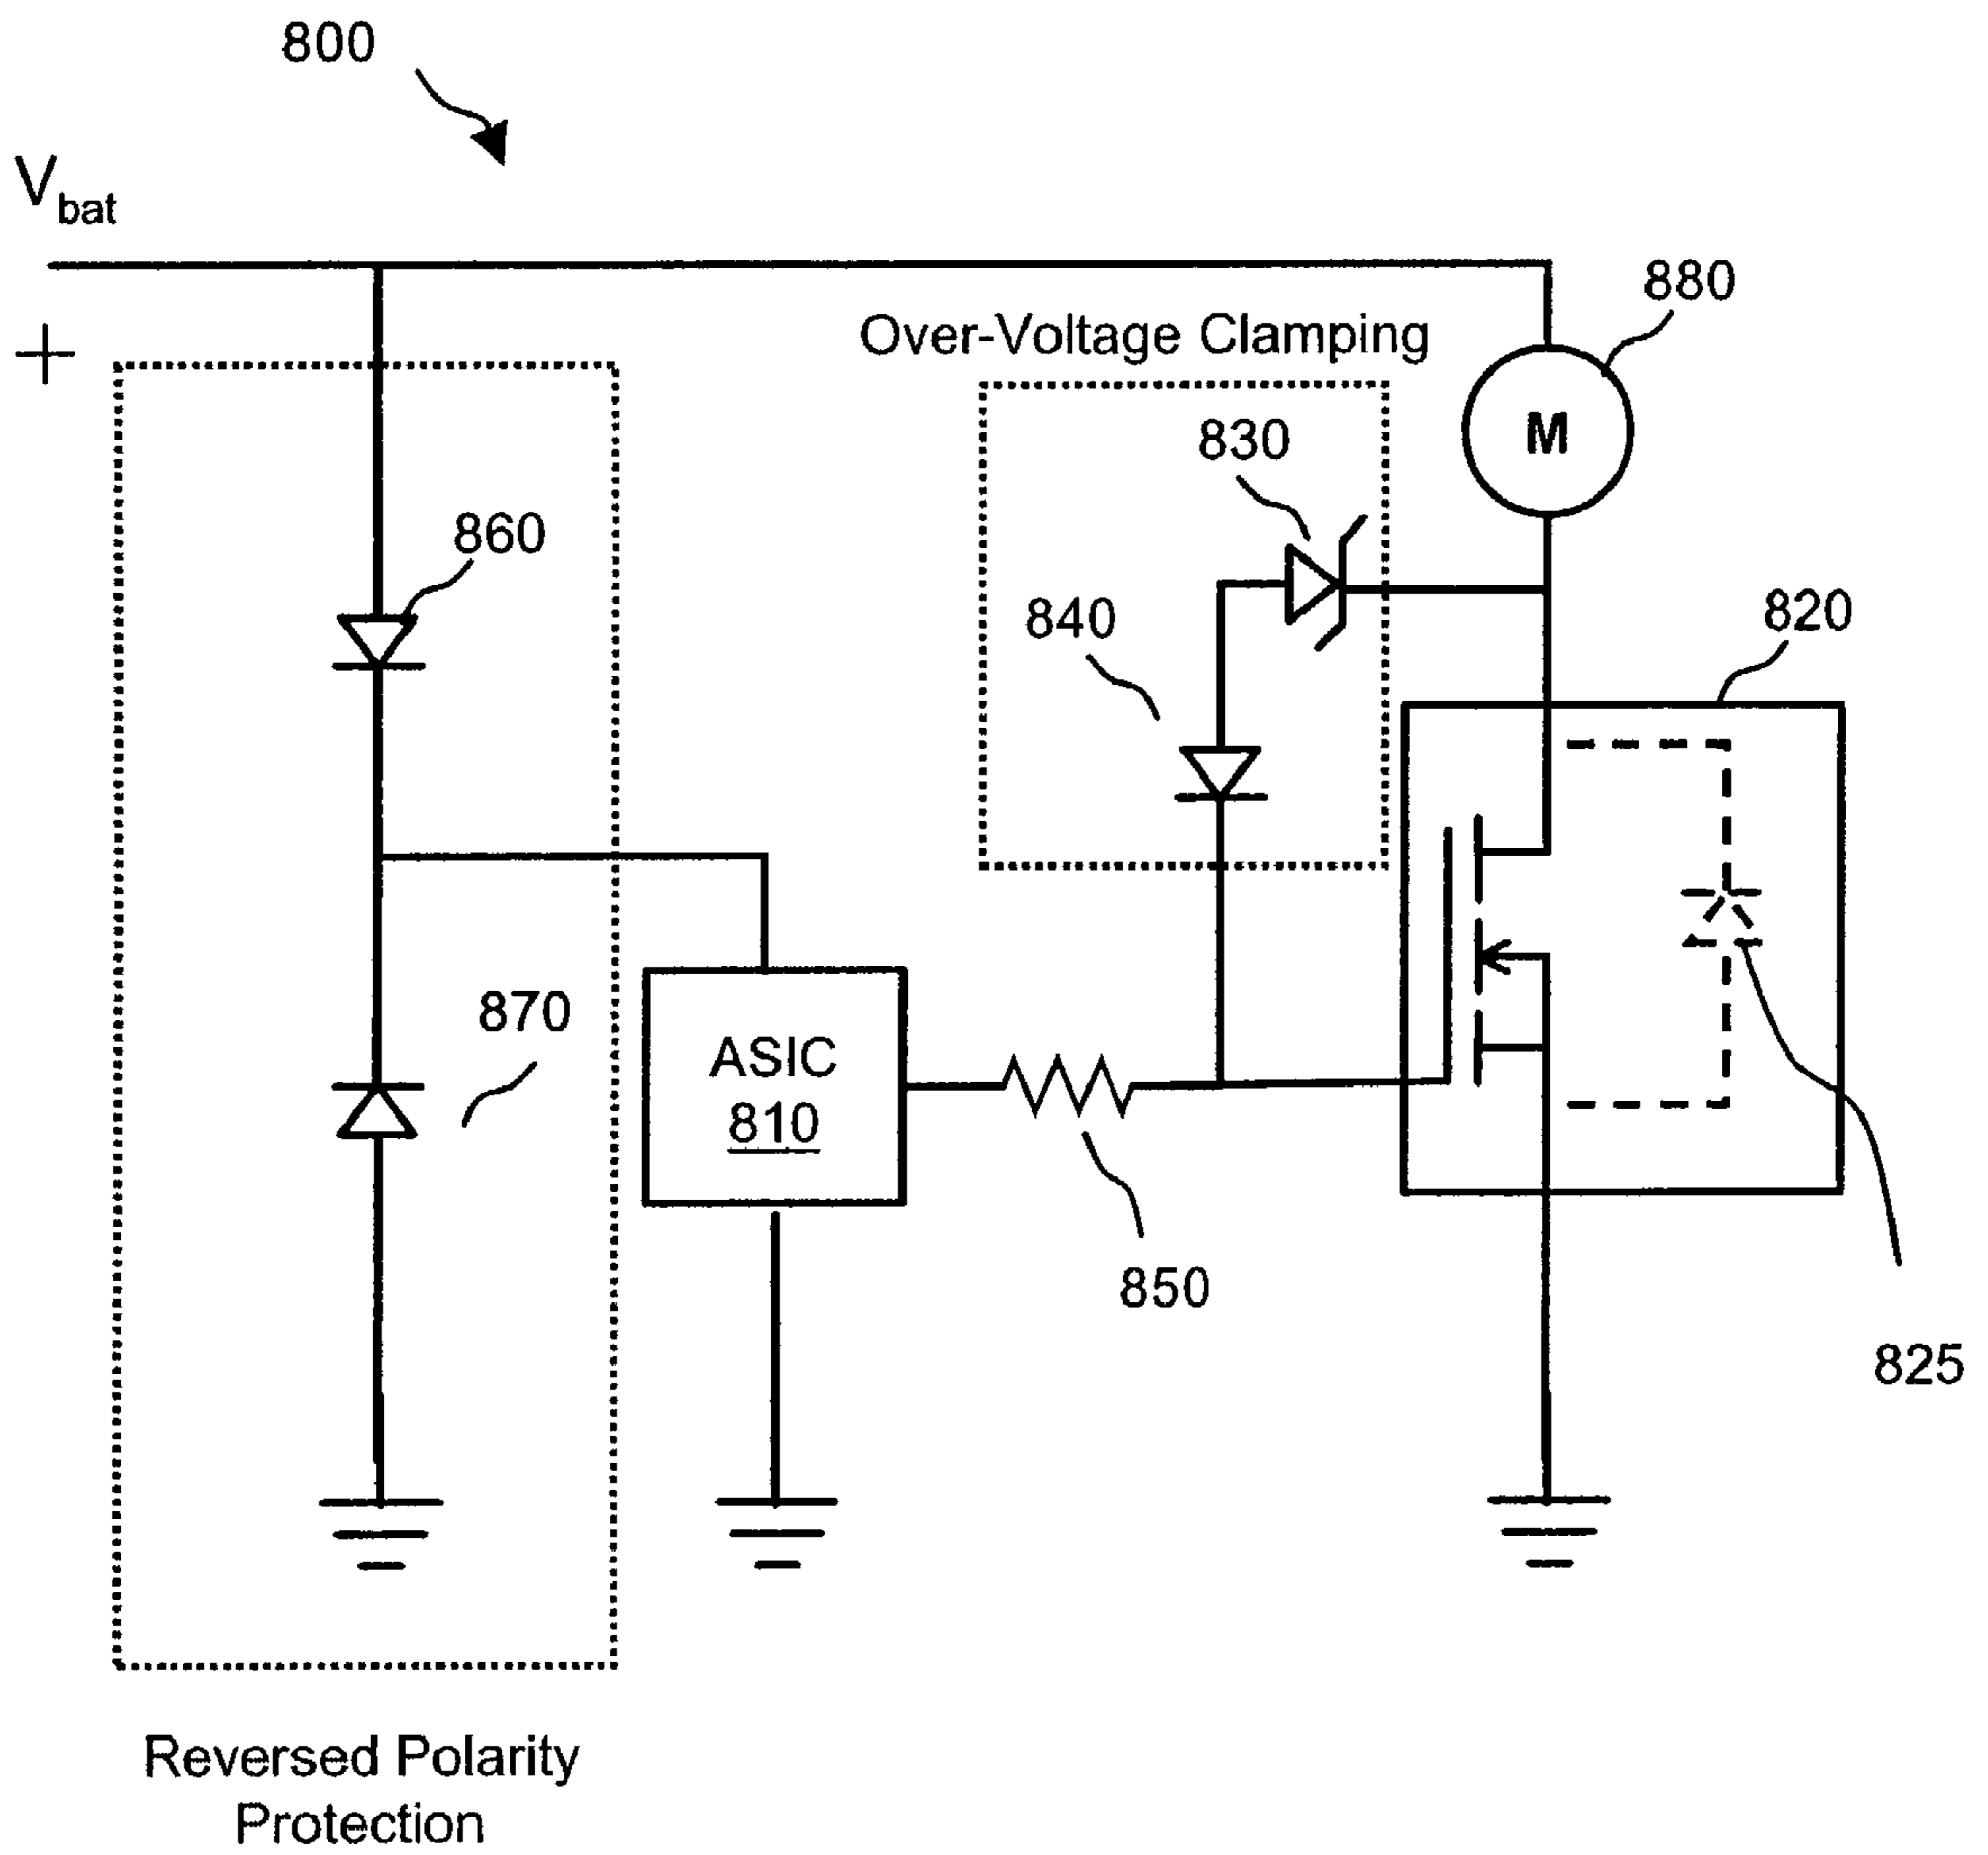 800
V bat
+
880
Over-Voltage Clamping
M
830
860
840
820
870
ASIC
810
850
825
Reversed Polarity
Protection